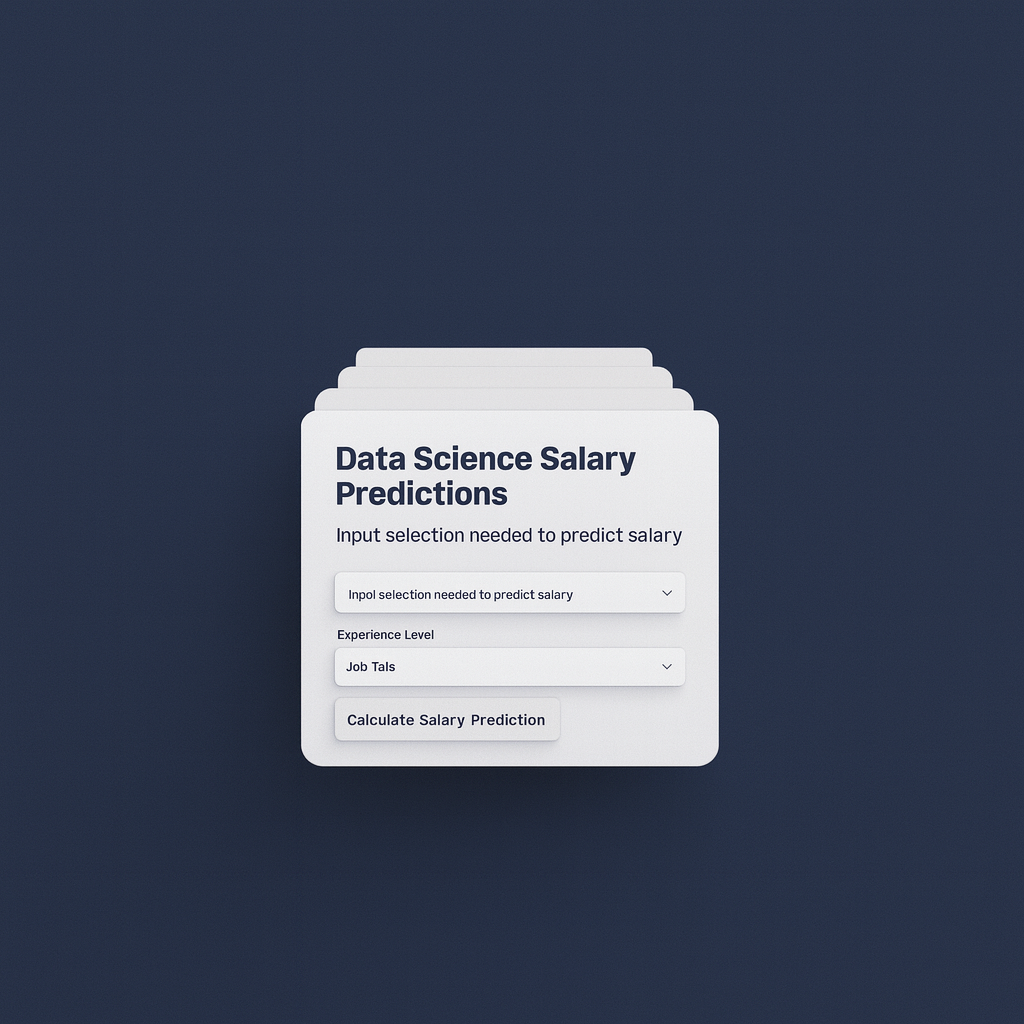 Data Science Salary
Predictions
Input selection needed to predict salary
Inpol selection needed to predict salary
Experience Level
Job Tals
Calculate Salary Prediction